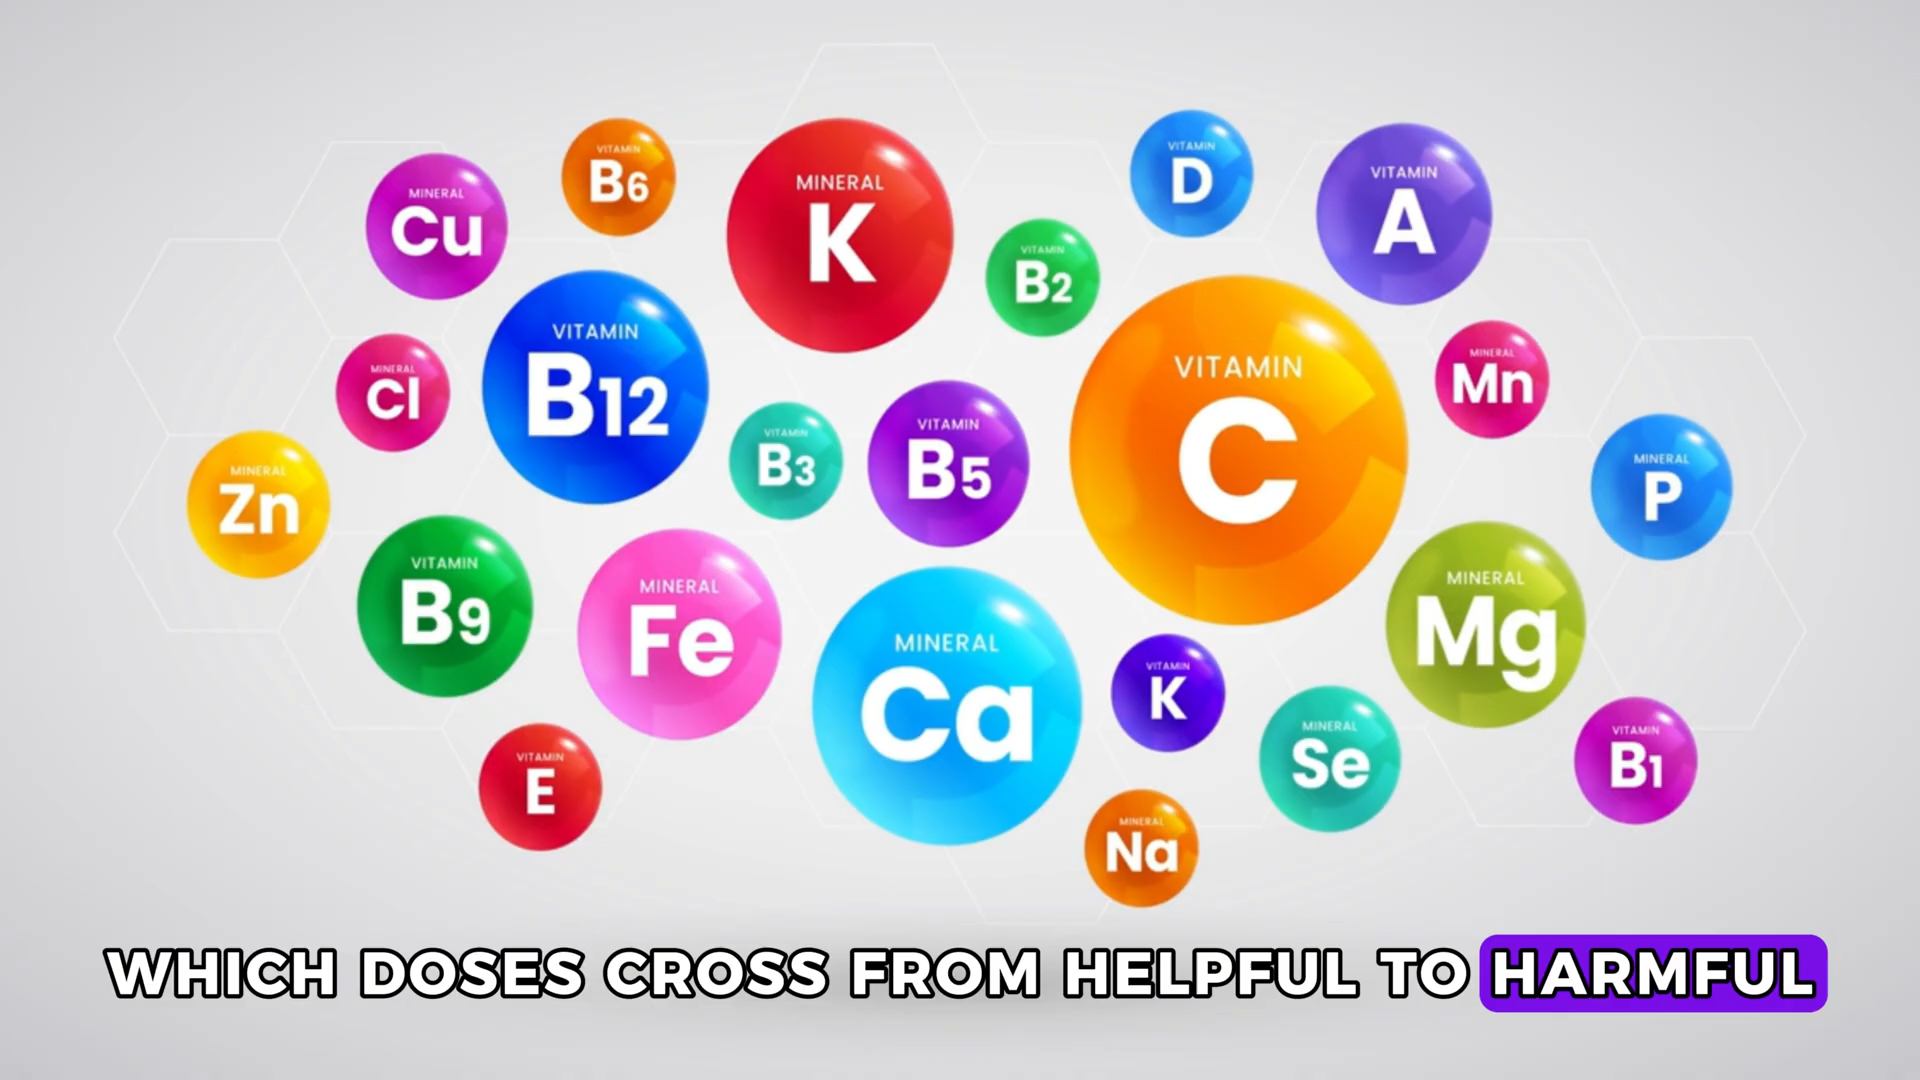 MINERAL
Cu
VITAMIN
B6
MINERAL
K
VITAMIN
D
VITAMIN
A
VITAMIN
B2
MINERAL
Cl
VITAMIN
B12
VITAMIN
B3
VITAMIN
B5
VITAMIN
C
MINERAL
Mn
MINERAL
Zn
MINERAL
P
VITAMIN
B9
MINERAL
Fe
MINERAL
Ca
VITAMIN
K
MINERAL
Mg
VITAMIN
E
MINERAL
Se
VITAMIN
B1
MINERAL
Na
WHICH DOSES CROSS FROM HELPFUL TO HARMFUL